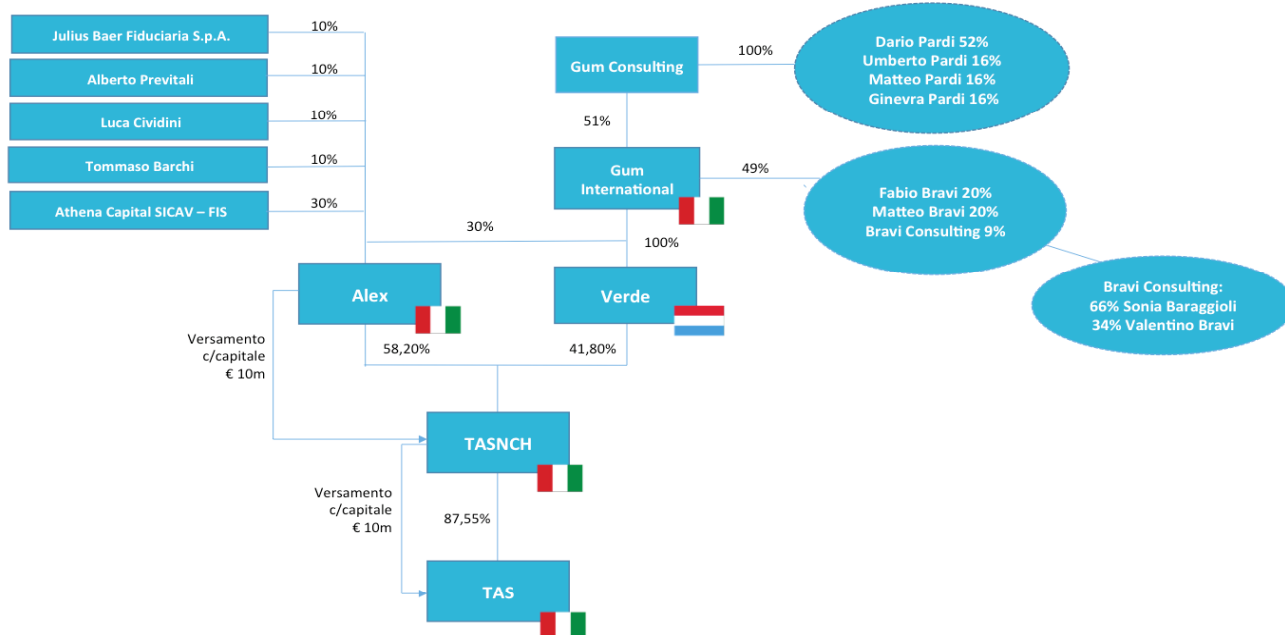 Julius Baer Fiduciaria S.p.A.
10%
Alberto Previtali
10%
Luca Cividini
10%
Tommaso Barchi
10%
Athena Capital SICAV – FIS
30%
Gum Consulting
100%
Dario Pardi 52%
Umberto Pardi 16%
Matteo Pardi 16%
Ginevra Pardi 16%
51%
Gum
International
49%
Fabio Bravi 20%
Matteo Bravi 20%
Bravi Consulting 9%
Bravi Consulting:
66% Sonia Baraggioli
34% Valentino Bravi
30%
100%
Alex
Verde
Versamento
c/capitale
€ 10m
58,20%
41,80%
TASNCH
Versamento
c/capitale
€ 10m
87,55%
TAS